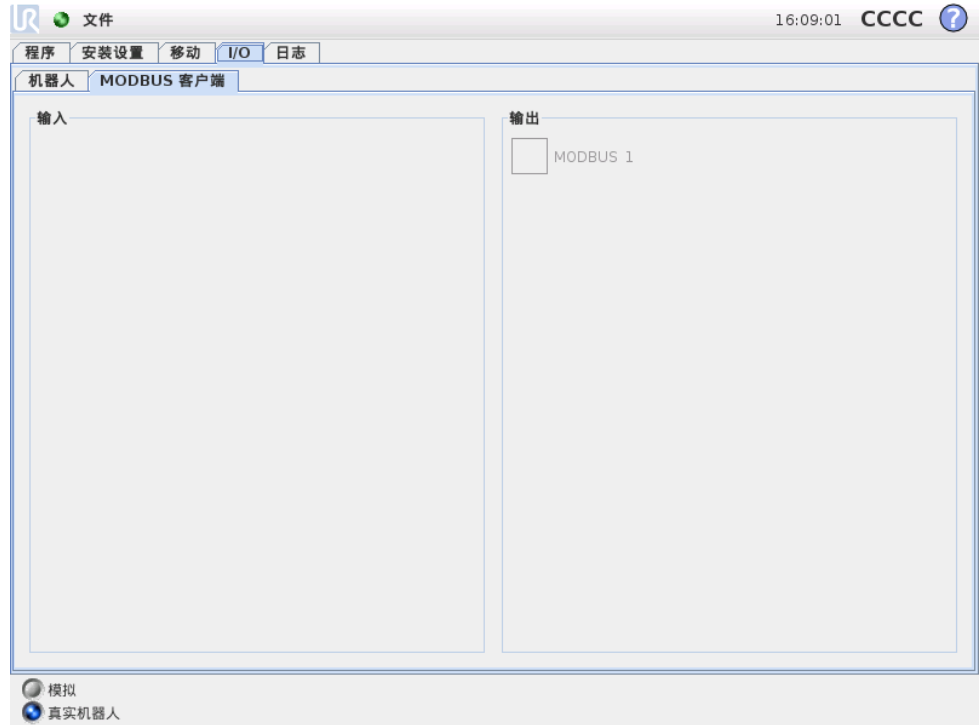 UR 文件 16:09:01 CCCC ?
程序 安装设置 移动 I/O 日志
机器人 MODBUS 客户端
输入 输出
MODBUS 1
模拟
真实机器人